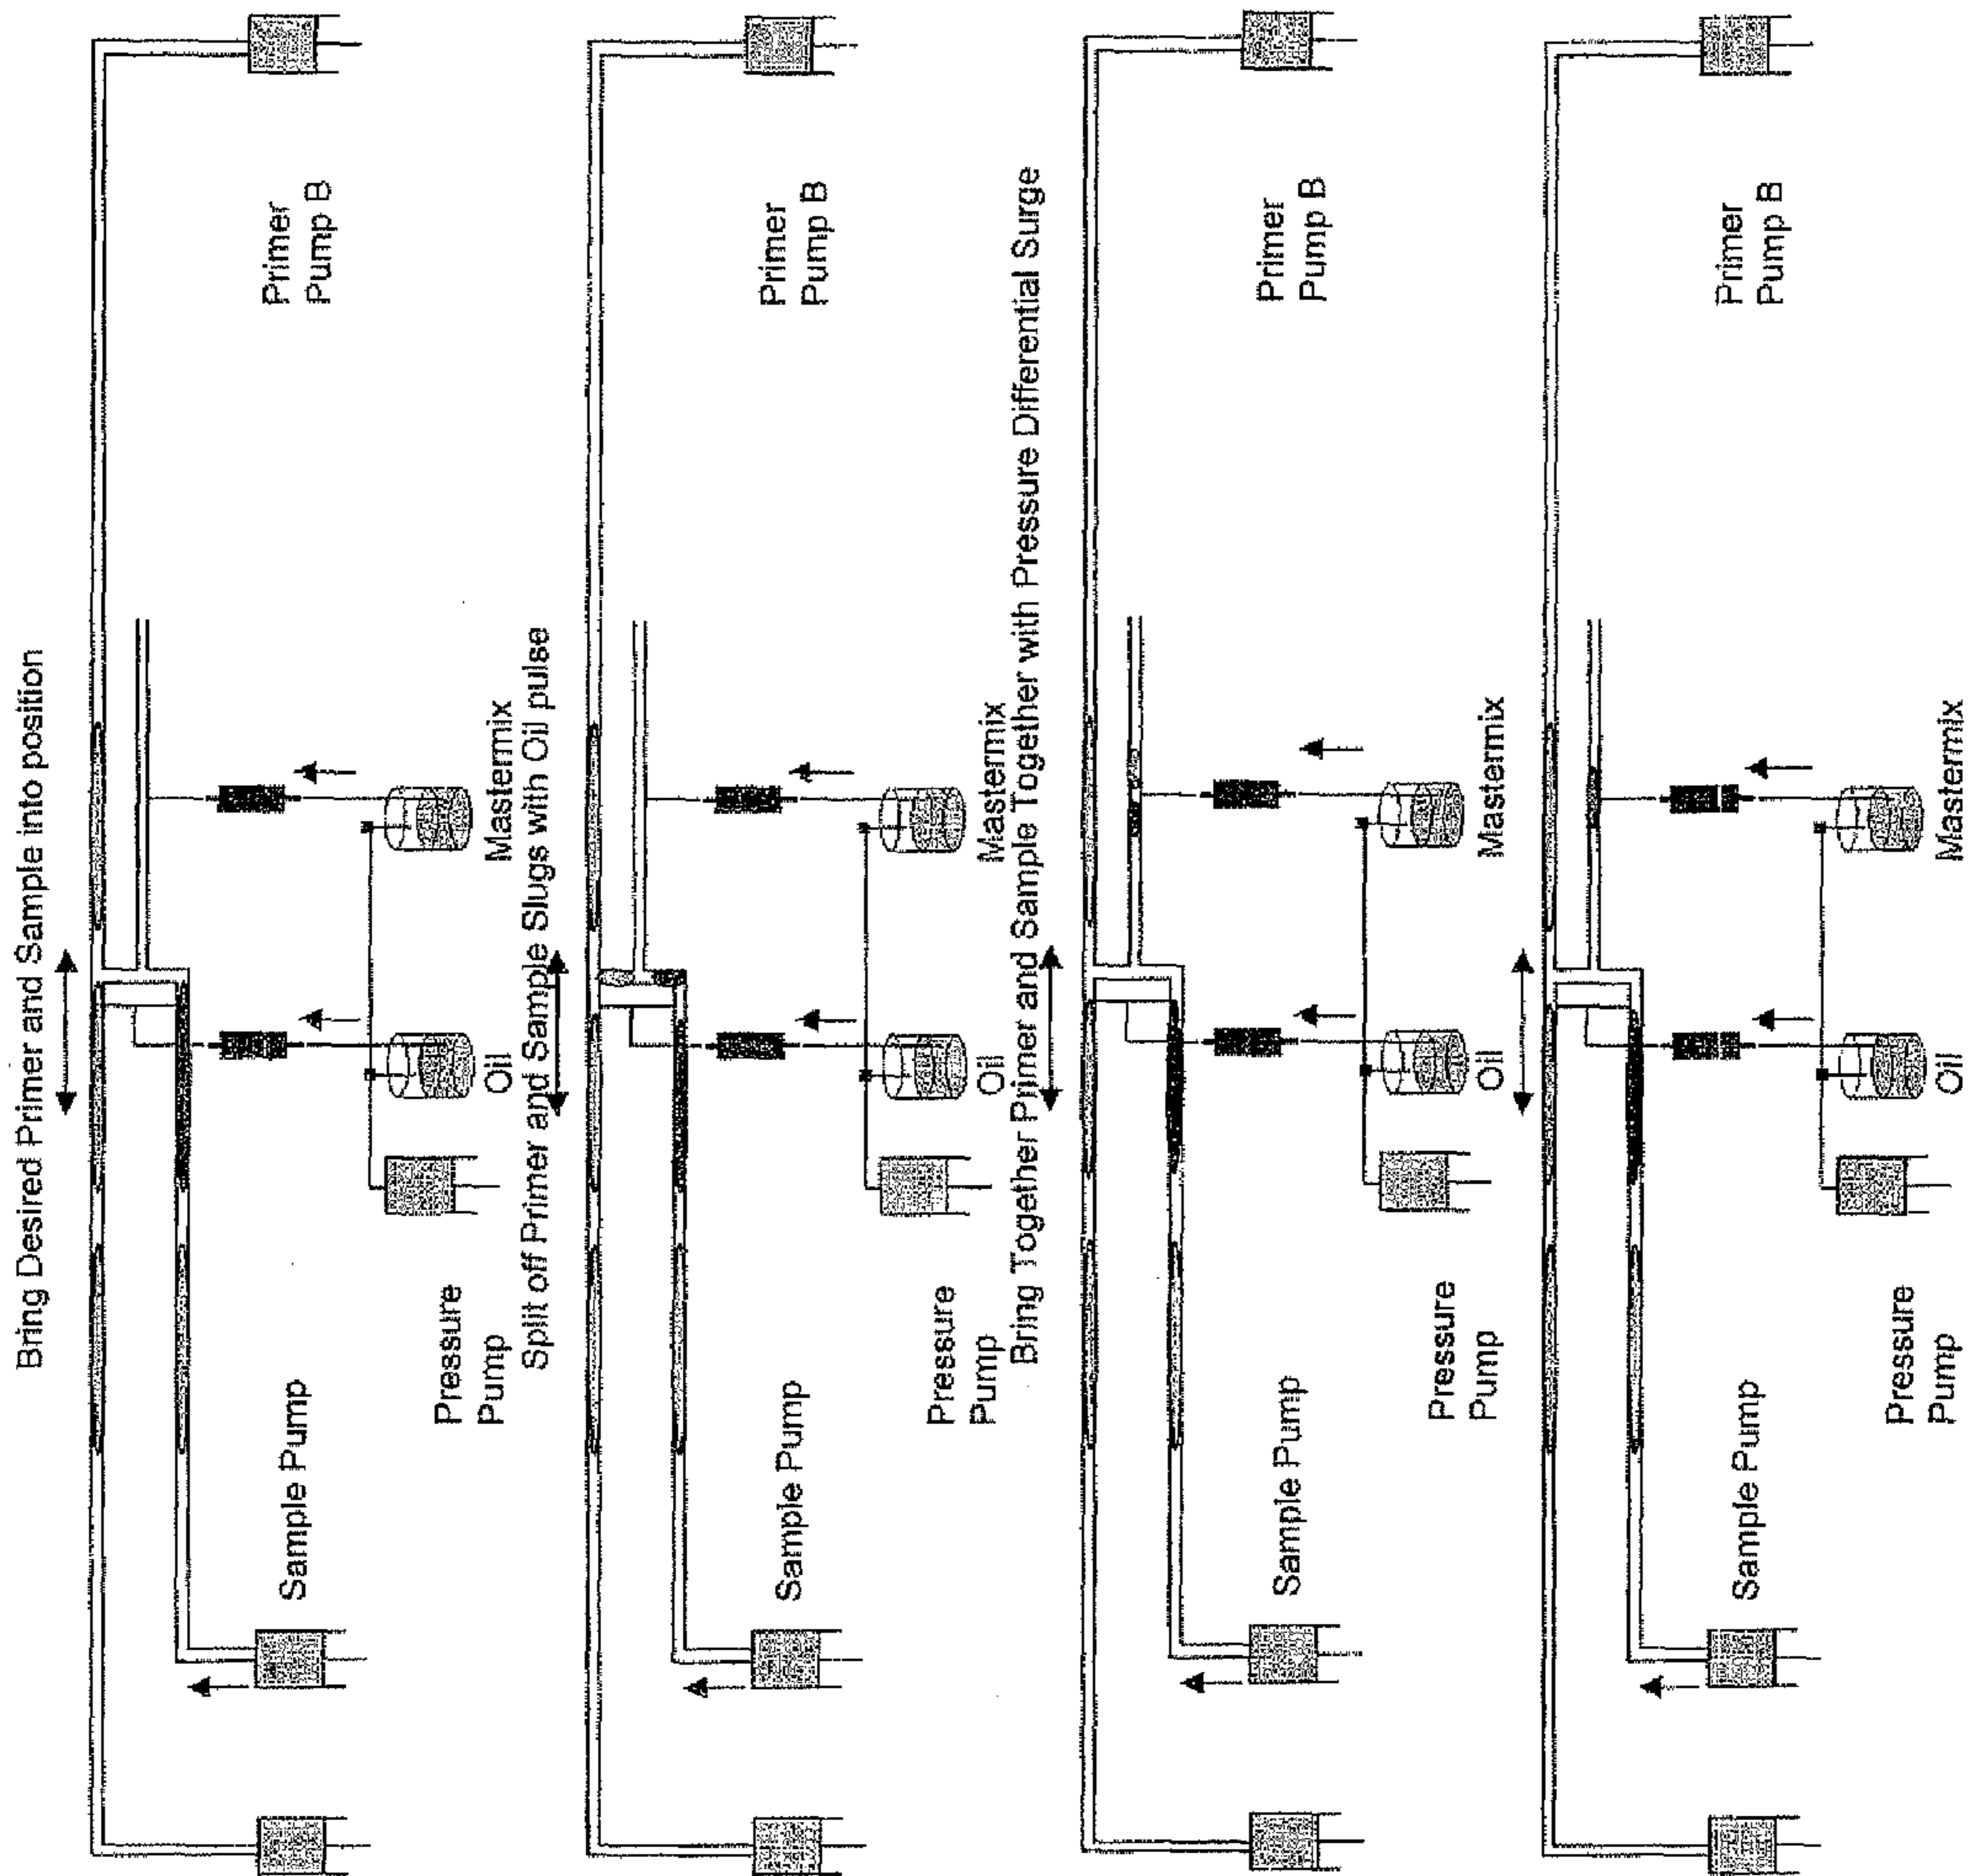 Bring Desired Primer and Sample into position
Sample Pump
Primer
Pump B
Pressure
Pump
Oil
Mastermix
Split off Primer and Sample Slugs with Oil pulse
Sample Pump
Primer
Pump B
Pressure
Pump
Oil
Mastermix
Bring Together Primer and Sample Together with Pressure Differential Surge
Sample Pump
Primer
Pump B
Pressure
Pump
Oil
Mastermix
Sample Pump
Primer
Pump B
Pressure
Pump
Oil
Mastermix